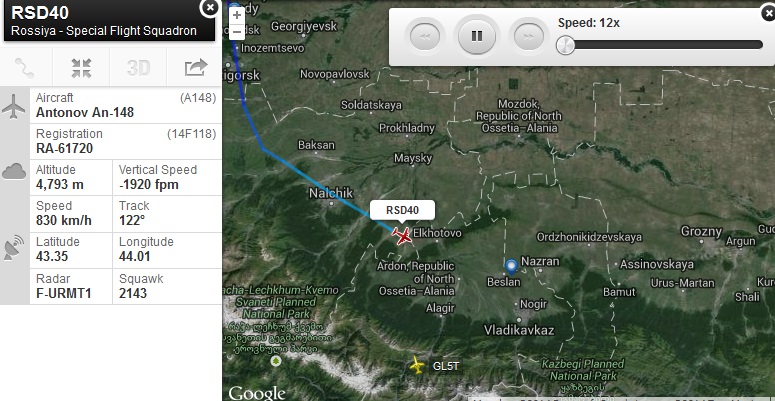 RSD40
Rossiya - Special Flight Squadron
3D
Aircraft (A148)
Antonov An-148
Registration (14F118)
RA-61720
Altitude Vertical Speed
4,793 m -1920 fpm
Speed Track
830 km/h 122°
Latitude Longitude
43.35 44.01
Radar Squawk
F-URMT1 2143
Speed: 12x
Georgiyevsk
Inozemtsevo
Novopavlovsk
Soldatskaya
Mozdok,
Republic of North
Ossetia–Alania
Prokhladny
Baksan
Maysky
Nalchik
RSD40
Elkhotovo
Ordzhonikidzevskaya
Grozny
Argun
Nazran
Assinovskaya
Ardon, Republic
of North
Ossetia–Alania
Beslan
Bamut
Urus-Martan
Shali
Kur
Nogir
Alagir
Vladikavkaz
acha-Lechkhum-Kvemo
Svaneti Planned
National Park
GL5T
Kazbegi Planned
National Park
Google